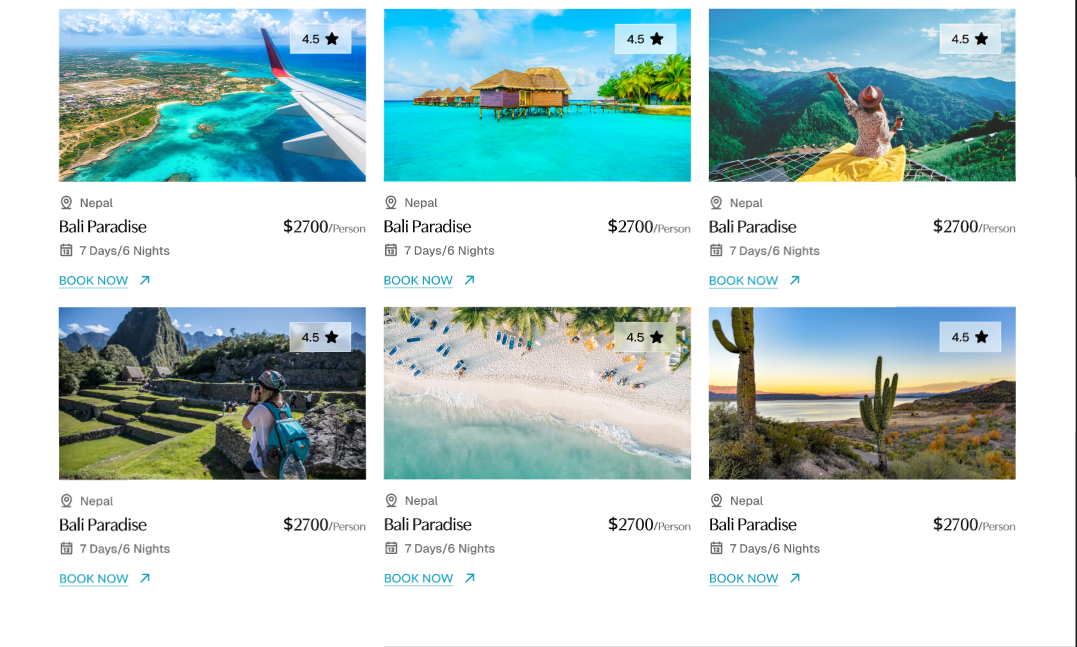 4.5
4.5
4.5
Nepal
Nepal
Nepal
Bali Paradise
$2700/Person
Bali Paradise
$2700/Person
Bali Paradise
$2700/Person
7 Days/6 Nights
7 Days/6 Nights
7 Days/6 Nights
BOOK NOW
BOOK NOW
BOOK NOW
4.5
4.5
4.5
Nepal
Nepal
Nepal
Bali Paradise
$2700/Person
Bali Paradise
$2700/Person
Bali Paradise
$2700/Person
7 Days/6 Nights
7 Days/6 Nights
7 Days/6 Nights
BOOK NOW
BOOK NOW
BOOK NOW